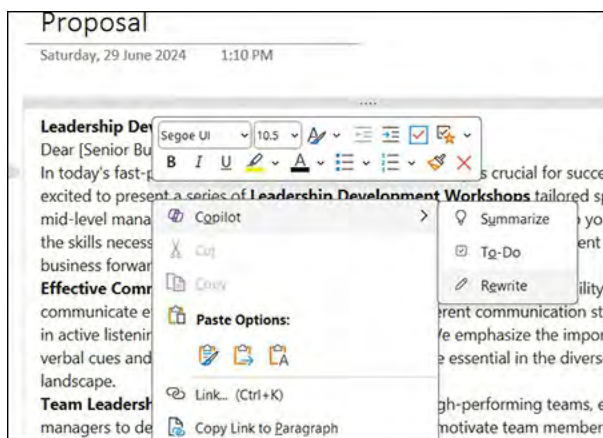 Proposal
Saturday, 29 June 2024 1:10 PM
Leadership De
Dear [Senior Bu
In today's fast-p s crucial for succe
excited to present a series of Leadership Development Workshops tailored sp
mid-level mana yo
the skills necess ent
business forwar
Effective Comm ility
communicate e erent communication st
in active listenin e emphasize the impor
verbal cues and e essential in the divers
landscape.
Team Leadersh gh-performing teams, e
managers to de motivate team member
Segoe UI 10.5
B I U A
Copilot
Cut
Copy
Paste Options:
A
Link... (Ctrl+K)
Copy Link to Paragraph
Summarize
To-Do
Rewrite